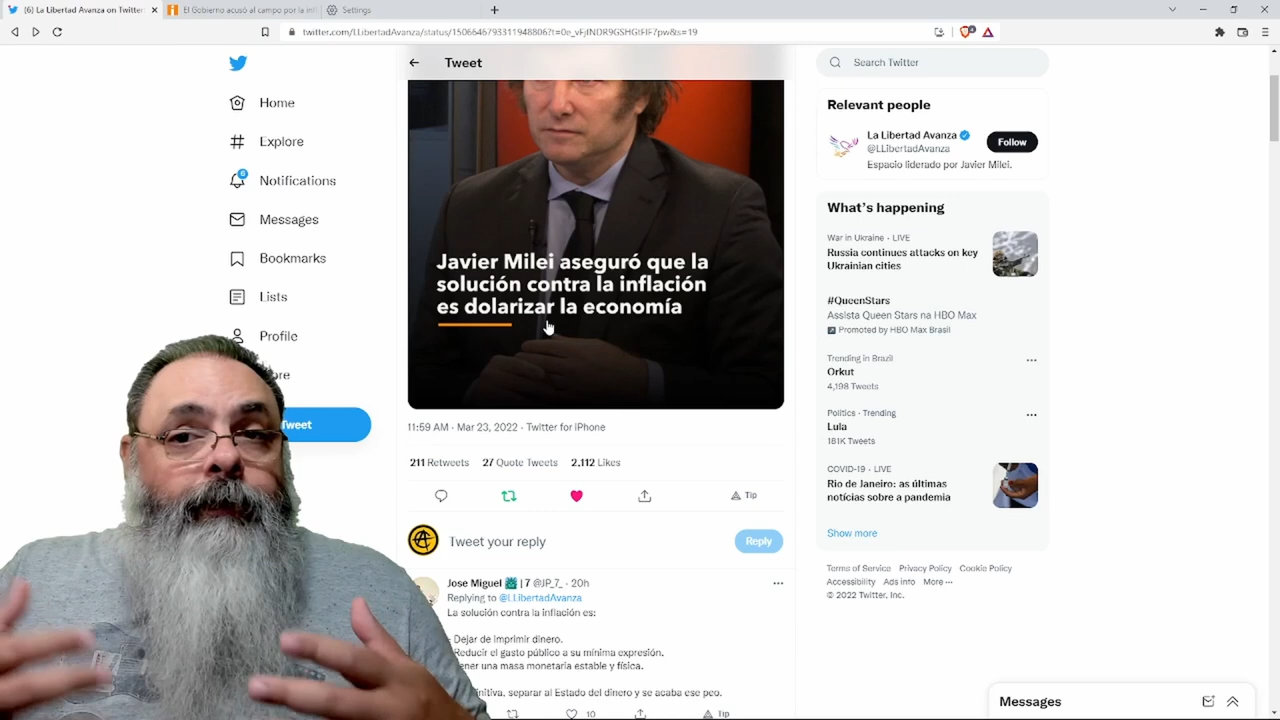 (6) La Libertad Avanza on Twitter:
El Gobierno acusó al campo por la inf
Settings
twitter.com/LLibertadAvanza/status/1506646793311948806?t=0e_vFjfNDR9GSHGtFIF7pw&s=19
Tweet
Search Twitter
Home
Explore
6
Notifications
Messages
Bookmarks
Lists
Profile
Tweet
Javier Milei aseguró que la
solución contra la inflación
es dolarizar la economía
11:59 AM · Mar 23, 2022 · Twitter for iPhone
211 Retweets 27 Quote Tweets 2,112 Likes
Tip
Tweet your reply
Reply
Jose Miguel | 7 @JP_7_ · 20h
Replying to @LLibertadAvanza
La solución contra la inflación es:
- Dejar de imprimir dinero.
Reducir el gasto público a su mínima expresión.
ener una masa monetaria estable y física.
nitiva, separar al Estado del dinero y se acaba ese peo.
10
Tip
Relevant people
La Libertad Avanza
@LLibertadAvanza
Follow
Espacio liderado por Javier Milei.
What's happening
War in Ukraine · LIVE
Russia continues attacks on key
Ukrainian cities
#QueenStars
Assista Queen Stars na HBO Max
Promoted by HBO Max Brasil
Trending in Brazil
Orkut
4,198 Tweets
Politics · Trending
Lula
181K Tweets
COVID-19 · LIVE
Rio de Janeiro: as últimas
notícias sobre a pandemia
Show more
Terms of Service Privacy Policy Cookie Policy
Accessibility Ads info More ···
© 2022 Twitter, Inc.
Messages